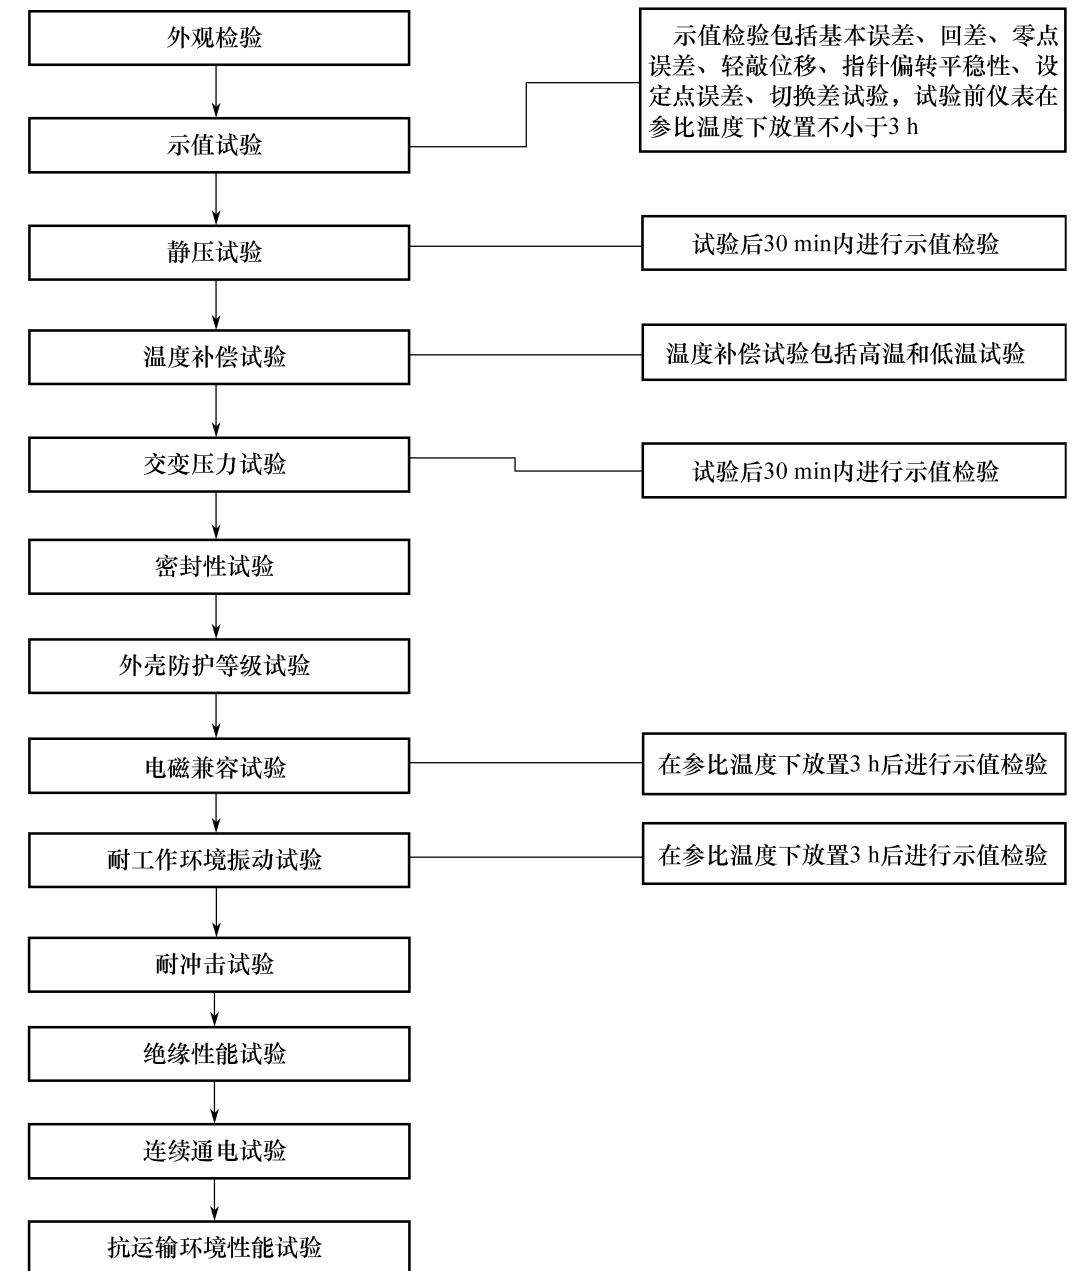 外观检验
示值检验包括基本误差、回差、零点
误差、轻敲位移、指针偏转平稳性、设
定点误差、切换差试验，试验前仪表在
参比温度下放置不小于3 h
示值试验
静压试验
试验后30 min内进行示值检验
温度补偿试验
温度补偿试验包括高温和低温试验
交变压力试验
试验后30 min内进行示值检验
密封性试验
外壳防护等级试验
电磁兼容试验
在参比温度下放置3 h后进行示值检验
耐工作环境振动试验
在参比温度下放置3 h后进行示值检验
耐冲击试验
绝缘性能试验
连续通电试验
抗运输环境性能试验